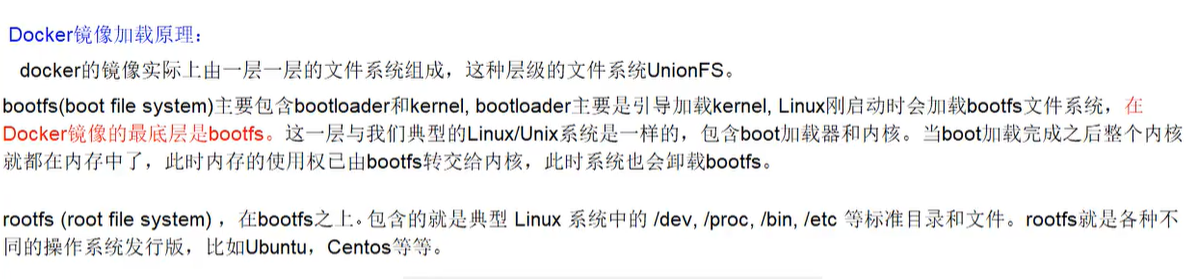 Docker镜像加载原理：
docker的镜像实际上由一层一层的文件系统组成，这种层级的文件系统UnionFS。
bootfs(boot file system)主要包含bootloader和kernel, bootloader主要是引导加载kernel, Linux刚启动时会加载bootfs文件系统，在
Docker镜像的最底层是bootfs。这一层与我们典型的Linux/Unix系统是一样的，包含boot加载器和内核。当boot加载完成之后整个内核
就都在内存中了，此时内存的使用权已由bootfs转交给内核，此时系统也会卸载bootfs。
rootfs (root file system) ，在bootfs之上。包含的就是典型 Linux 系统中的 /dev, /proc, /bin, /etc 等标准目录和文件。rootfs就是各种不
同的操作系统发行版，比如Ubuntu，Centos等等。